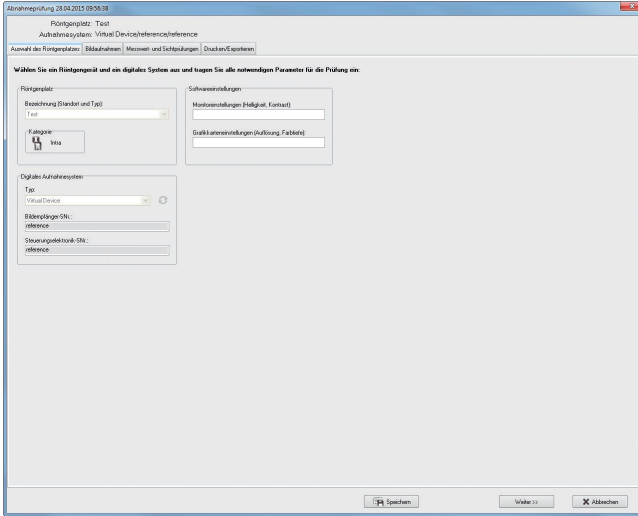 Abnahmeprüfung 28.04.2015 09:56:38
Röntgenplatz: Test
Aufnahmesystem: Virtual Device/reference/reference
Auswahl des Röntgenplatzes Bildaufnahmen Messwert- und Sichtprüfungen Drucken/Exportieren
Wählen Sie ein Röntgengerät und ein digitales System aus und tragen Sie alle notwendigen Parameter für die Prüfung ein:
Röntgenplatz
Bezeichnung (Standort und Typ):
Test
Kategorie
Intra
Softwareeinstellungen
Monitoreinstellungen (Helligkeit, Kontrast):
Grafikkarteneinstellungen (Auflösung, Farbtiefe):
Digitales Aufnahmesystem
Typ:
Virtual Device
Bildempfänger-SNr.:
reference
Steuerungselektronik-SNr.:
reference
Speichern
Weiter >>
Abbrechen